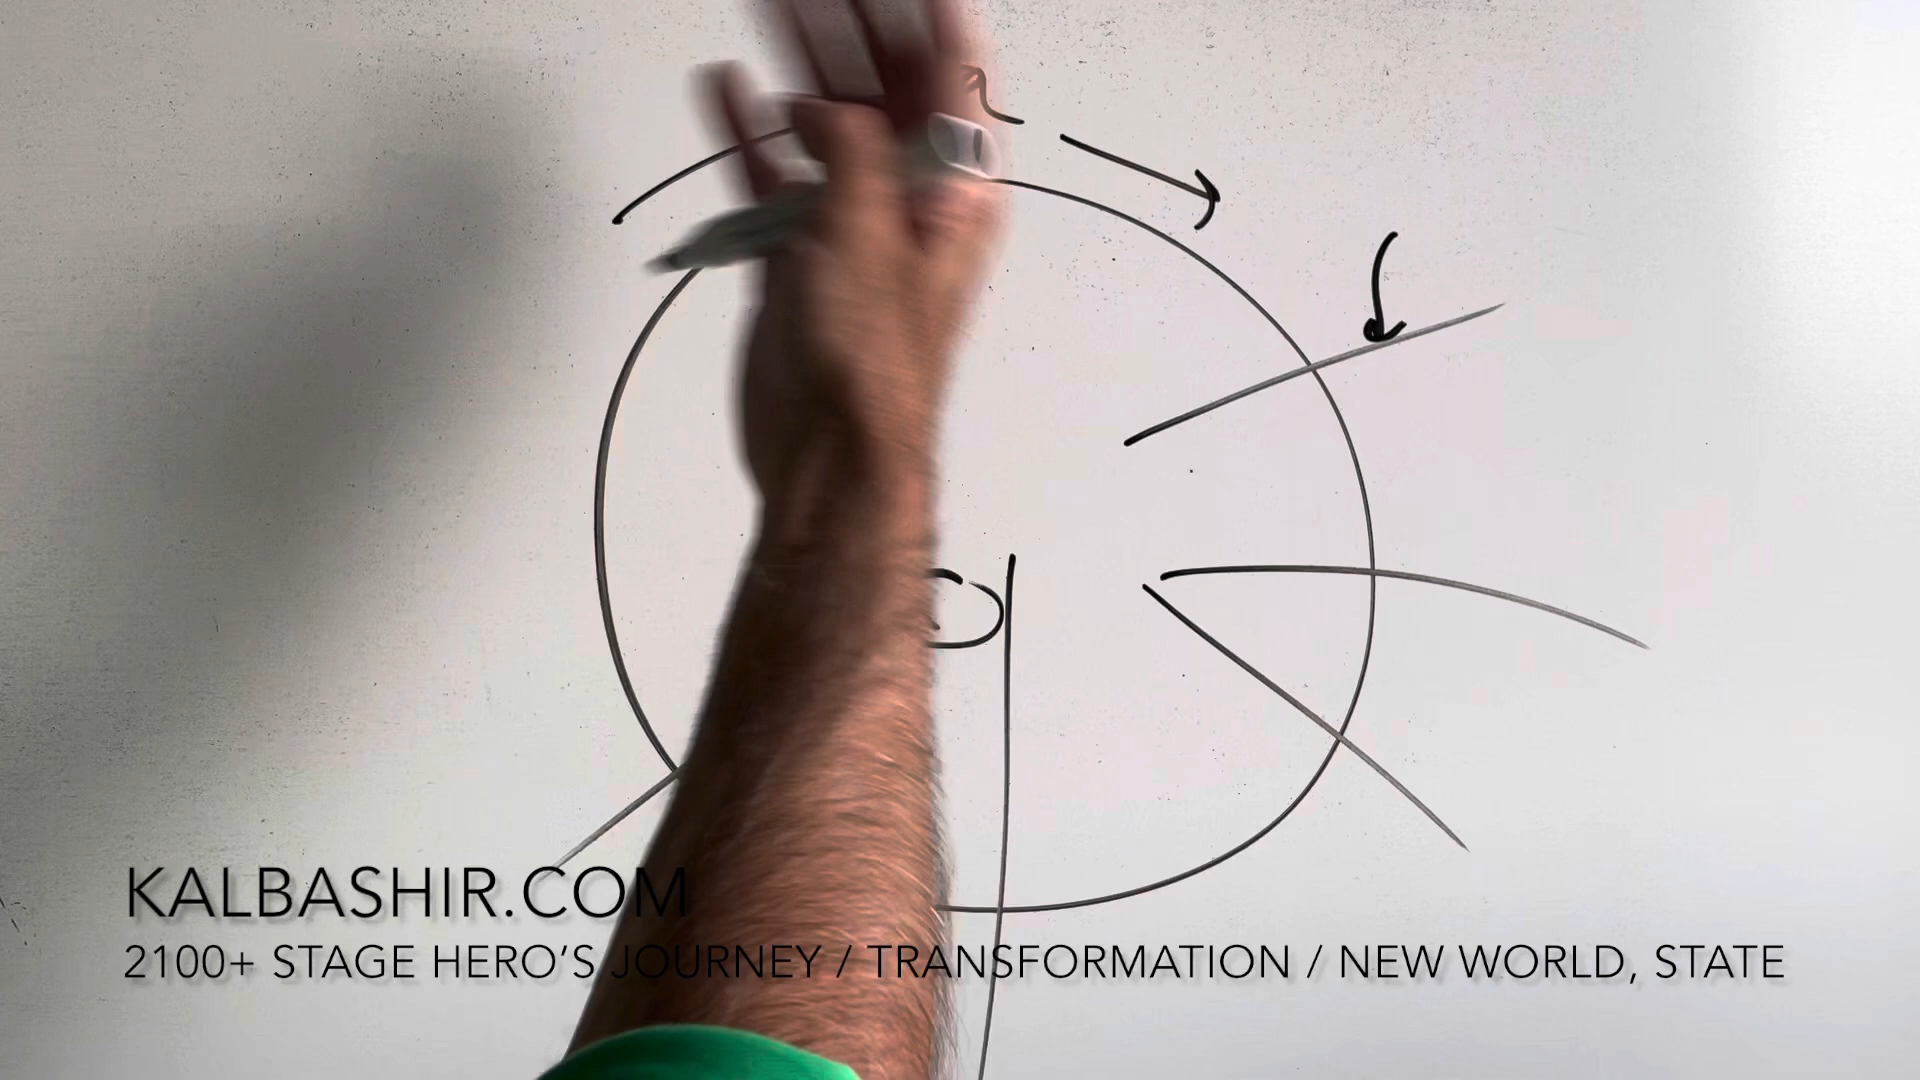 KALBASHIR.COM
2100+ STAGE HERO’S JOURNEY / TRANSFORMATION / NEW WORLD, STATE